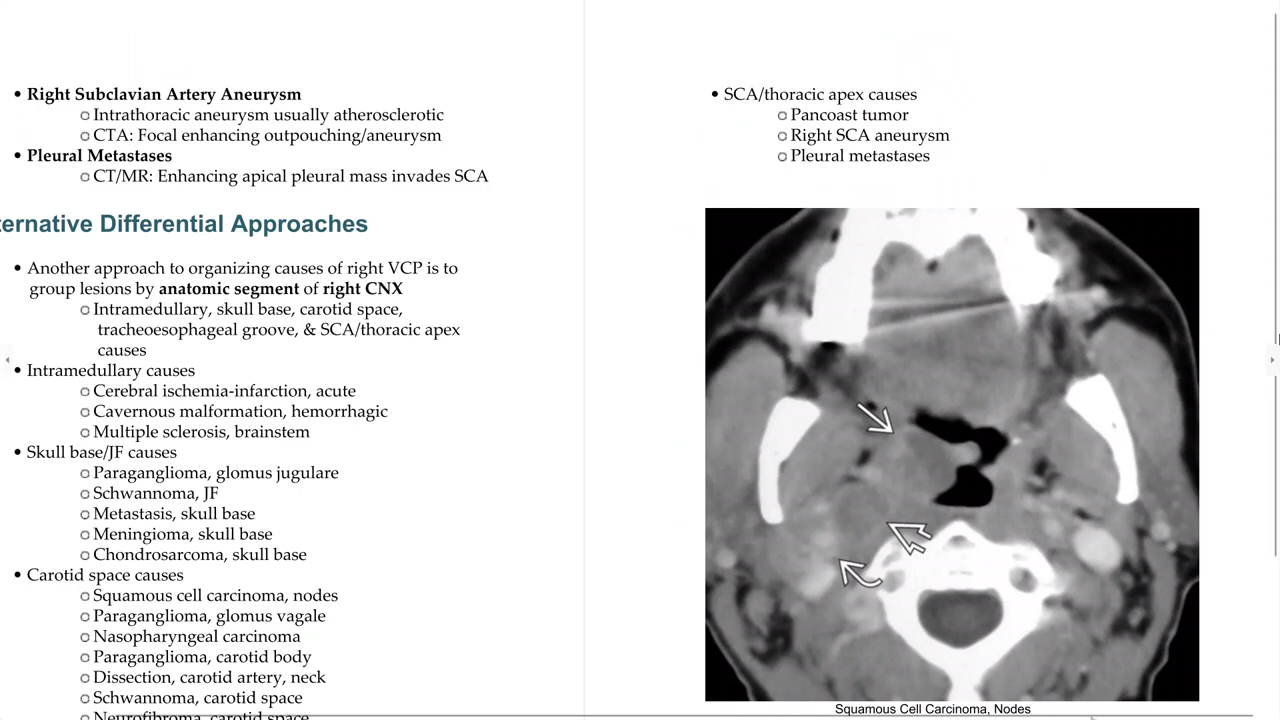 • Right Subclavian Artery Aneurysm
○ Intrathoracic aneurysm usually atherosclerotic
○ CTA: Focal enhancing outpouching/aneurysm
• Pleural Metastases
○ CT/MR: Enhancing apical pleural mass invades SCA
ternative Differential Approaches
• Another approach to organizing causes of right VCP is to
group lesions by anatomic segment of right CNX
○ Intramedullary, skull base, carotid space,
tracheoesophageal groove, & SCA/thoracic apex
causes
• Intramedullary causes
○ Cerebral ischemia-infarction, acute
○ Cavernous malformation, hemorrhagic
○ Multiple sclerosis, brainstem
• Skull base/JF causes
○ Paraganglioma, glomus jugulare
○ Schwannoma, JF
○ Metastasis, skull base
○ Meningioma, skull base
○ Chondrosarcoma, skull base
• Carotid space causes
○ Squamous cell carcinoma, nodes
○ Paraganglioma, glomus vagale
○ Nasopharyngeal carcinoma
○ Paraganglioma, carotid body
○ Dissection, carotid artery, neck
○ Schwannoma, carotid space
○ Neurofibroma, carotid space
• SCA/thoracic apex causes
○ Pancoast tumor
○ Right SCA aneurysm
○ Pleural metastases
Squamous Cell Carcinoma, Nodes